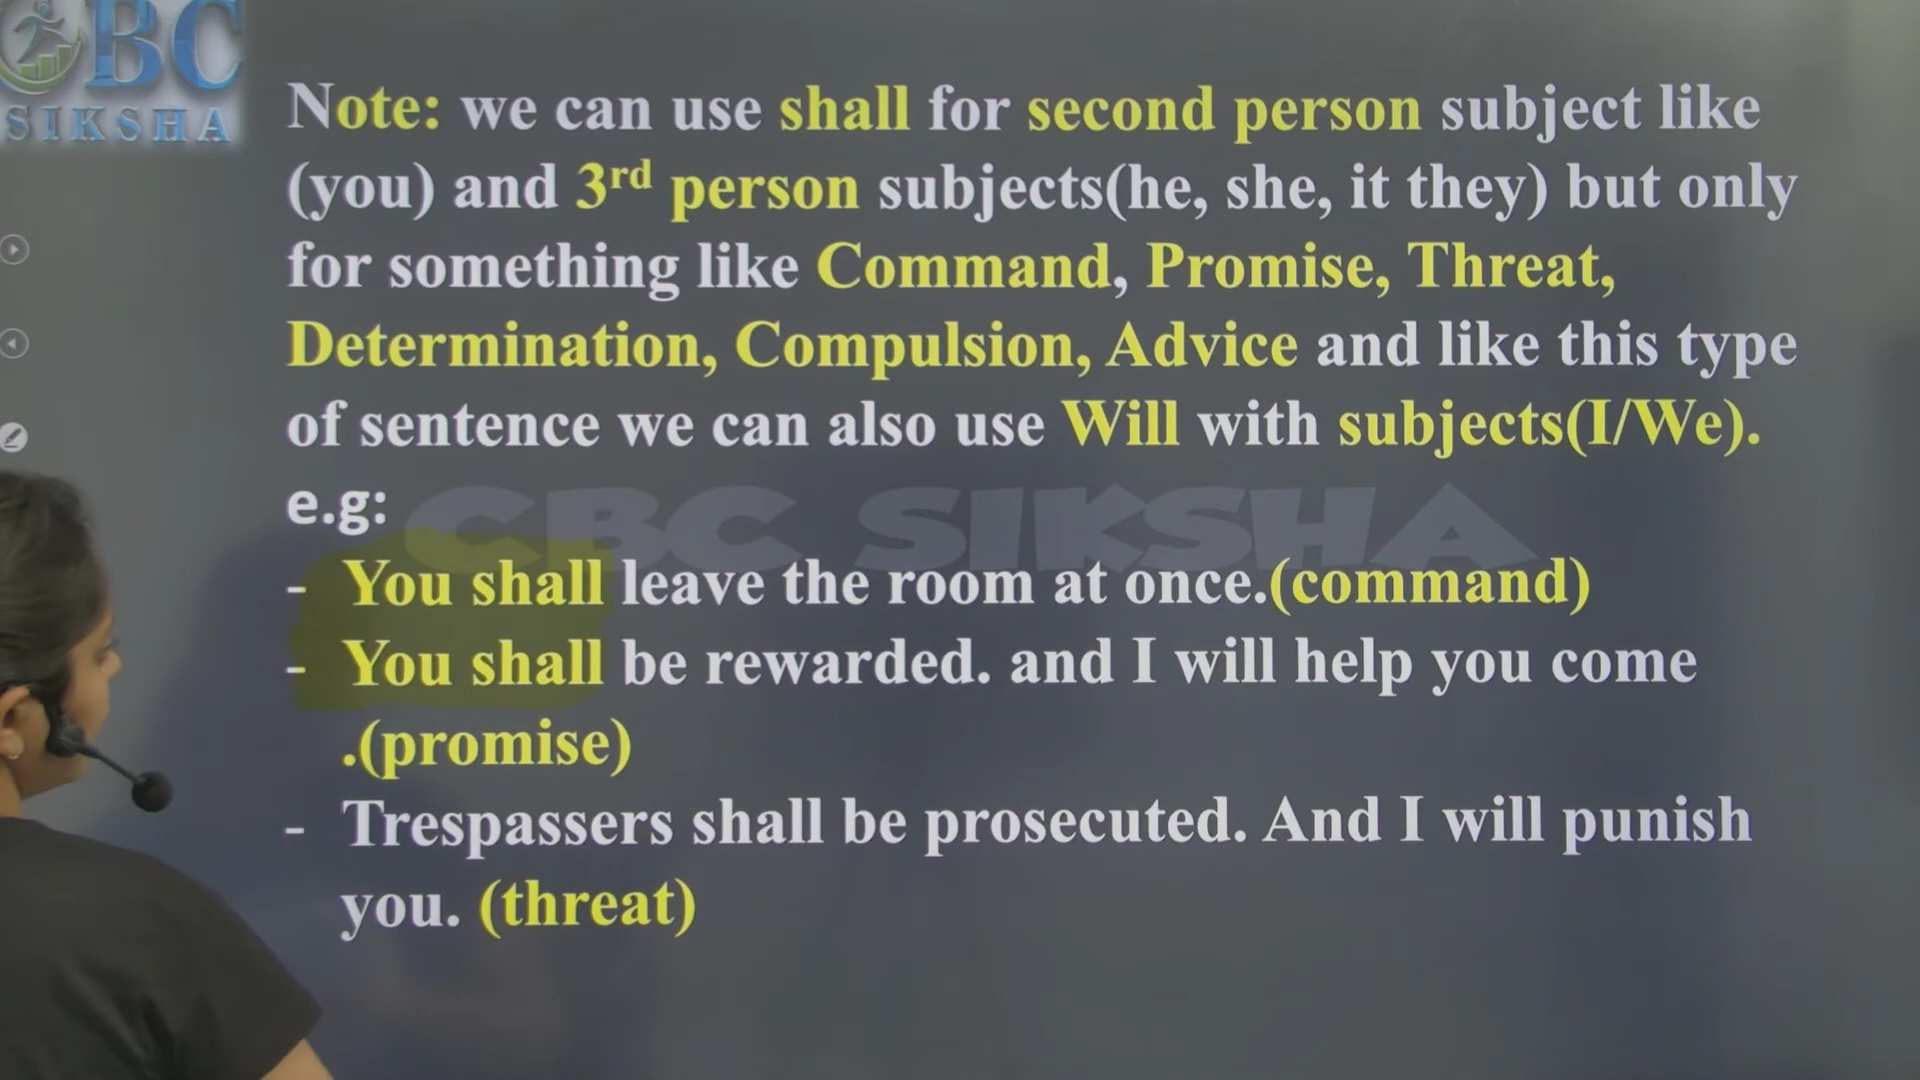 CBC
SIKSHA
Note: we can use shall for second person subject like
(you) and 3rd person subjects(he, she, it they) but only
for something like Command, Promise, Threat,
Determination, Compulsion, Advice and like this type
of sentence we can also use Will with subjects(I/We).
e.g:
CBC SIKSHA
- You shall leave the room at once.(command)
- You shall be rewarded. and I will help you come
.(promise)
- Trespassers shall be prosecuted. And I will punish
you. (threat)